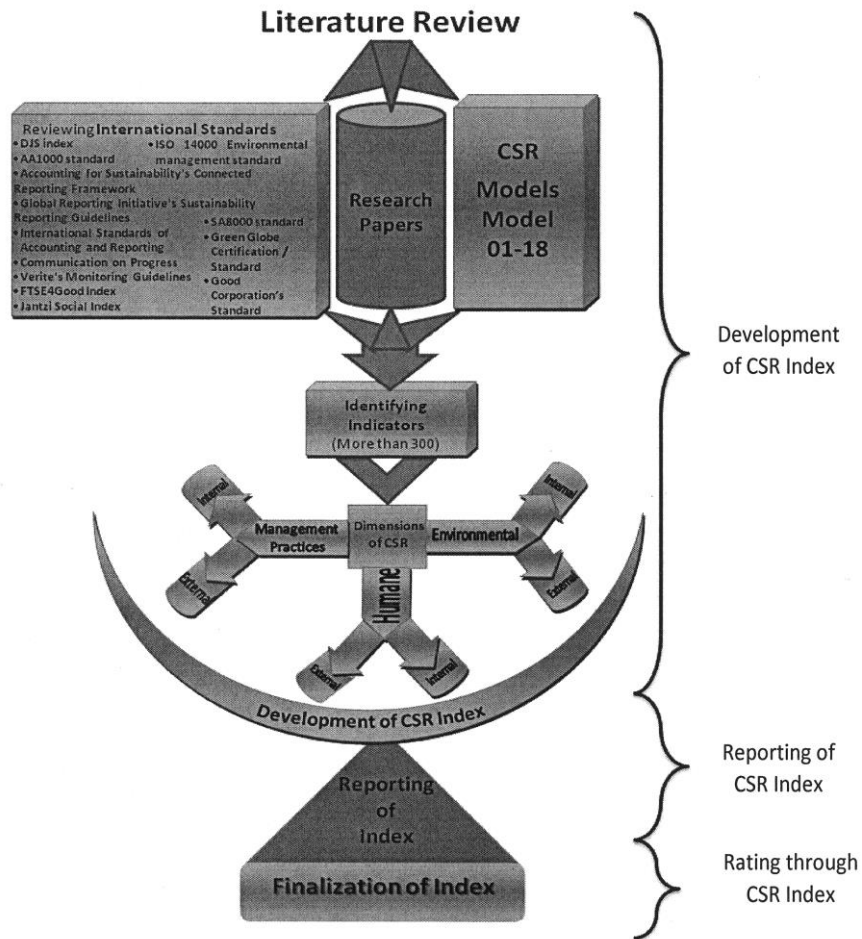 Literature Review
Reviewing International Standards
• DJS index
• ISO 14000 Environmental
management standard
• AA1000 standard
• Accounting for Sustainability's Connected
Reporting Framework
• Global Reporting Initiative's Sustainability
Reporting Guidelines
• International Standards of
Accounting and Reporting
• Communication on Progress
• Verite's Monitoring Guidelines
• FTSE4Good Index
• Jantzi Social Index
• SA8000 standard
• Green Globe
Certification /
Standard
• Good
Corporation's
Standard
Research
Papers
CSR
Models
Model
01-18
Development
of CSR Index
Identifying
Indicators
(More than 300)
Internal
External
Management
Practices
Dimensions
of CSR
Environmental
Internal
External
Humane
External
Internal
Development of CSR Index
Reporting
of
Index
Reporting of
CSR Index
Finalization of Index
Rating through
CSR Index